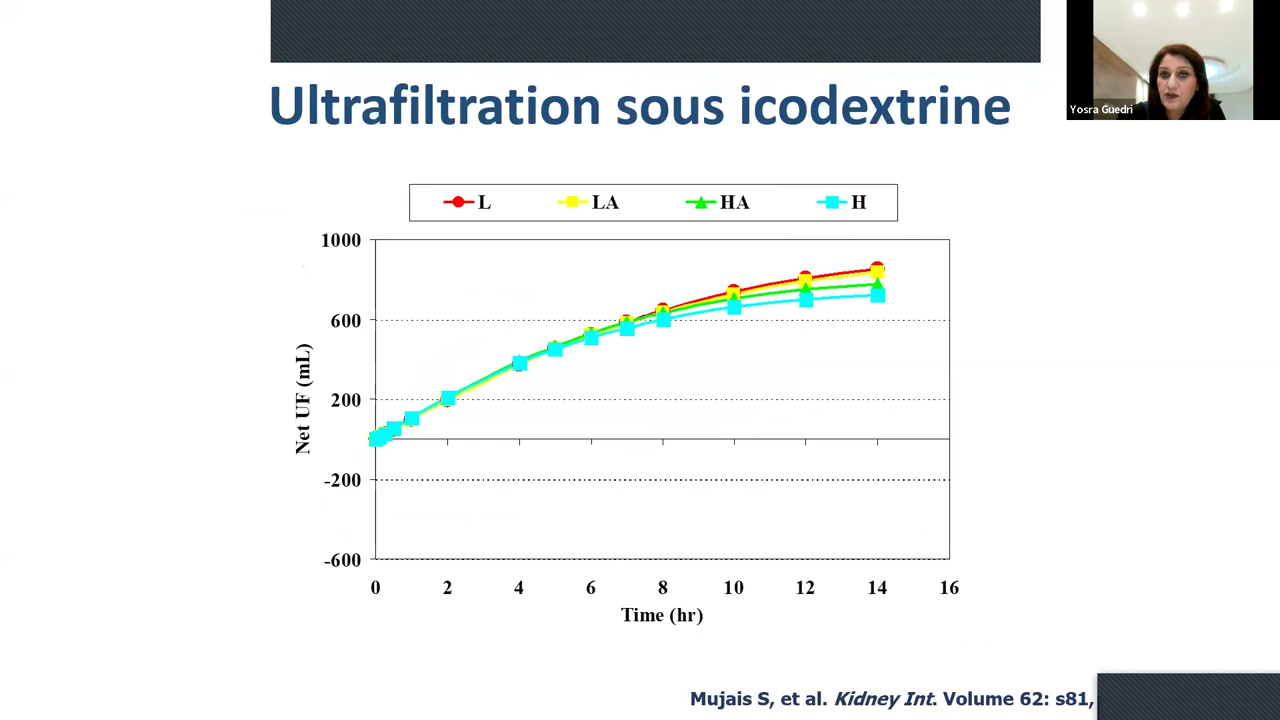 Ultrafiltration sous icodextrine
Yosra Guedri
L LA HA H
1000
600
200
-200
-600
Net UF (mL)
0 2 4 6 8 10 12 14 16
Time (hr)
Mujais S, et al. Kidney Int. Volume 62: s81,